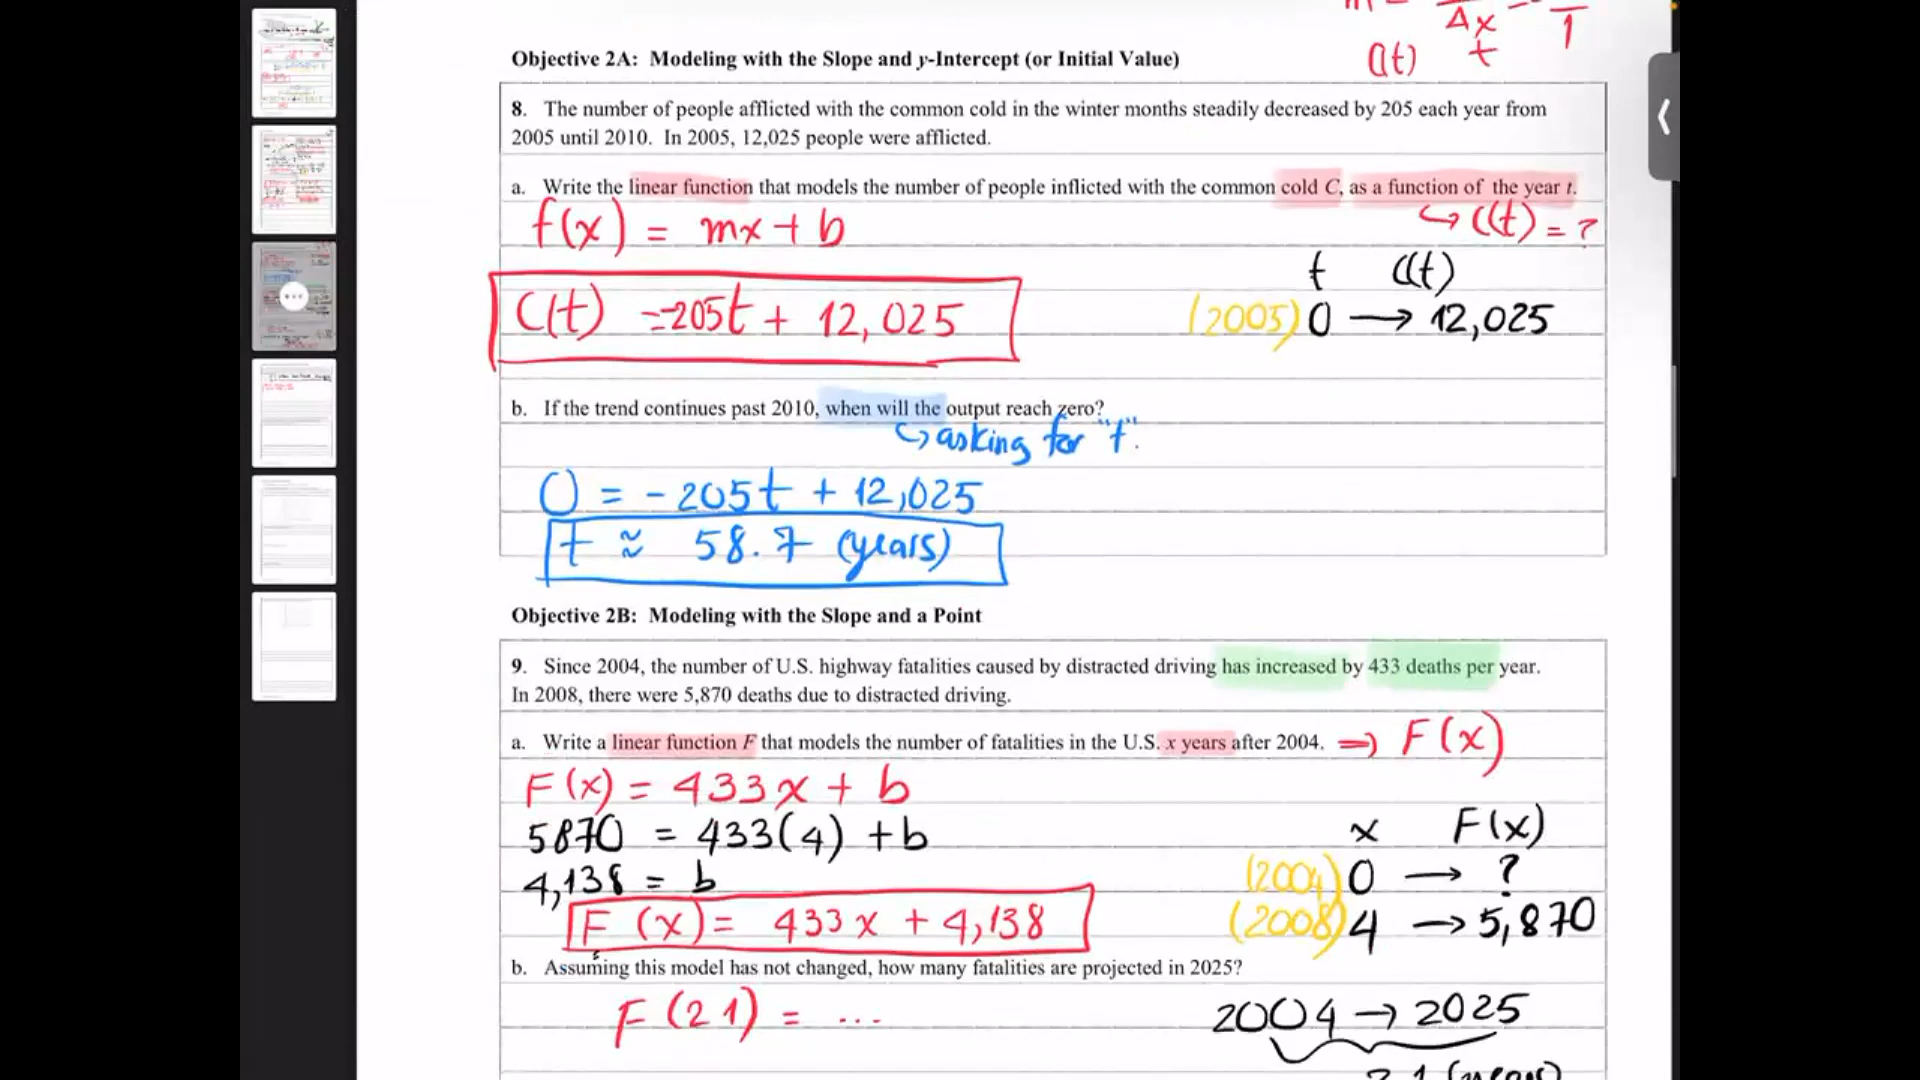 Δx
1
C(t) t
Objective 2A: Modeling with the Slope and y-Intercept (or Initial Value)
8. The number of people afflicted with the common cold in the winter months steadily decreased by 205 each year from
2005 until 2010. In 2005, 12,025 people were afflicted.
a. Write the linear function that models the number of people inflicted with the common cold C, as a function of the year t.
f(x) = mx + b
↪ C(t) = ?
t C(t)
C(t) = -205t + 12,025
(2005) 0 → 12,025
b. If the trend continues past 2010, when will the output reach zero?
↪ asking for "t".
0 = -205t + 12,025
t ≈ 58.7 (years)
Objective 2B: Modeling with the Slope and a Point
9. Since 2004, the number of U.S. highway fatalities caused by distracted driving has increased by 433 deaths per year.
In 2008, there were 5,870 deaths due to distracted driving.
a. Write a linear function F that models the number of fatalities in the U.S. x years after 2004. ⇒ F(x)
F(x) = 433x + b
5870 = 433(4) + b
x F(x)
4,138 = b
(2004) 0 → ?
F(x) = 433x + 4,138
(2008) 4 → 5,870
b. Assuming this model has not changed, how many fatalities are projected in 2025?
F(21) = ...
2004 → 2025
21 (years)